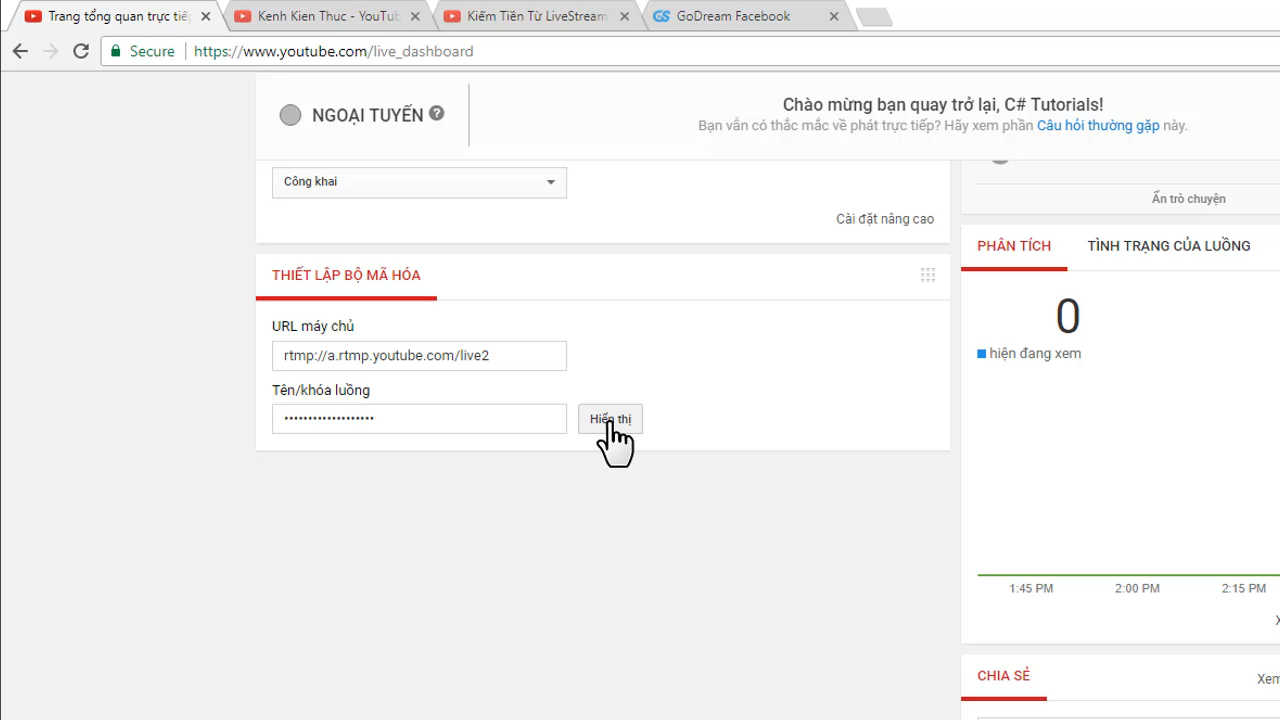 Trang tổng quan trực tiế
Kenh Kien Thuc - YouTub
Kiếm Tiền Từ LiveStream
GoDream Facebook
Secure
https://www.youtube.com/live_dashboard
NGOẠI TUYẾN
Chào mừng bạn quay trở lại, C# Tutorials!
Bạn vẫn có thắc mắc về phát trực tiếp? Hãy xem phần Câu hỏi thường gặp này.
Công khai
Cài đặt nâng cao
Ẩn trò chuyện
THIẾT LẬP BỘ MÃ HÓA
PHÂN TÍCH
TÌNH TRẠNG CỦA LUỒNG
URL máy chủ
rtmp://a.rtmp.youtube.com/live2
0
hiện đang xem
Tên/khóa luồng
•••••••••••••••••••
Hiển thị
1:45 PM
2:00 PM
2:15 PM
X
CHIA SẺ
Xem